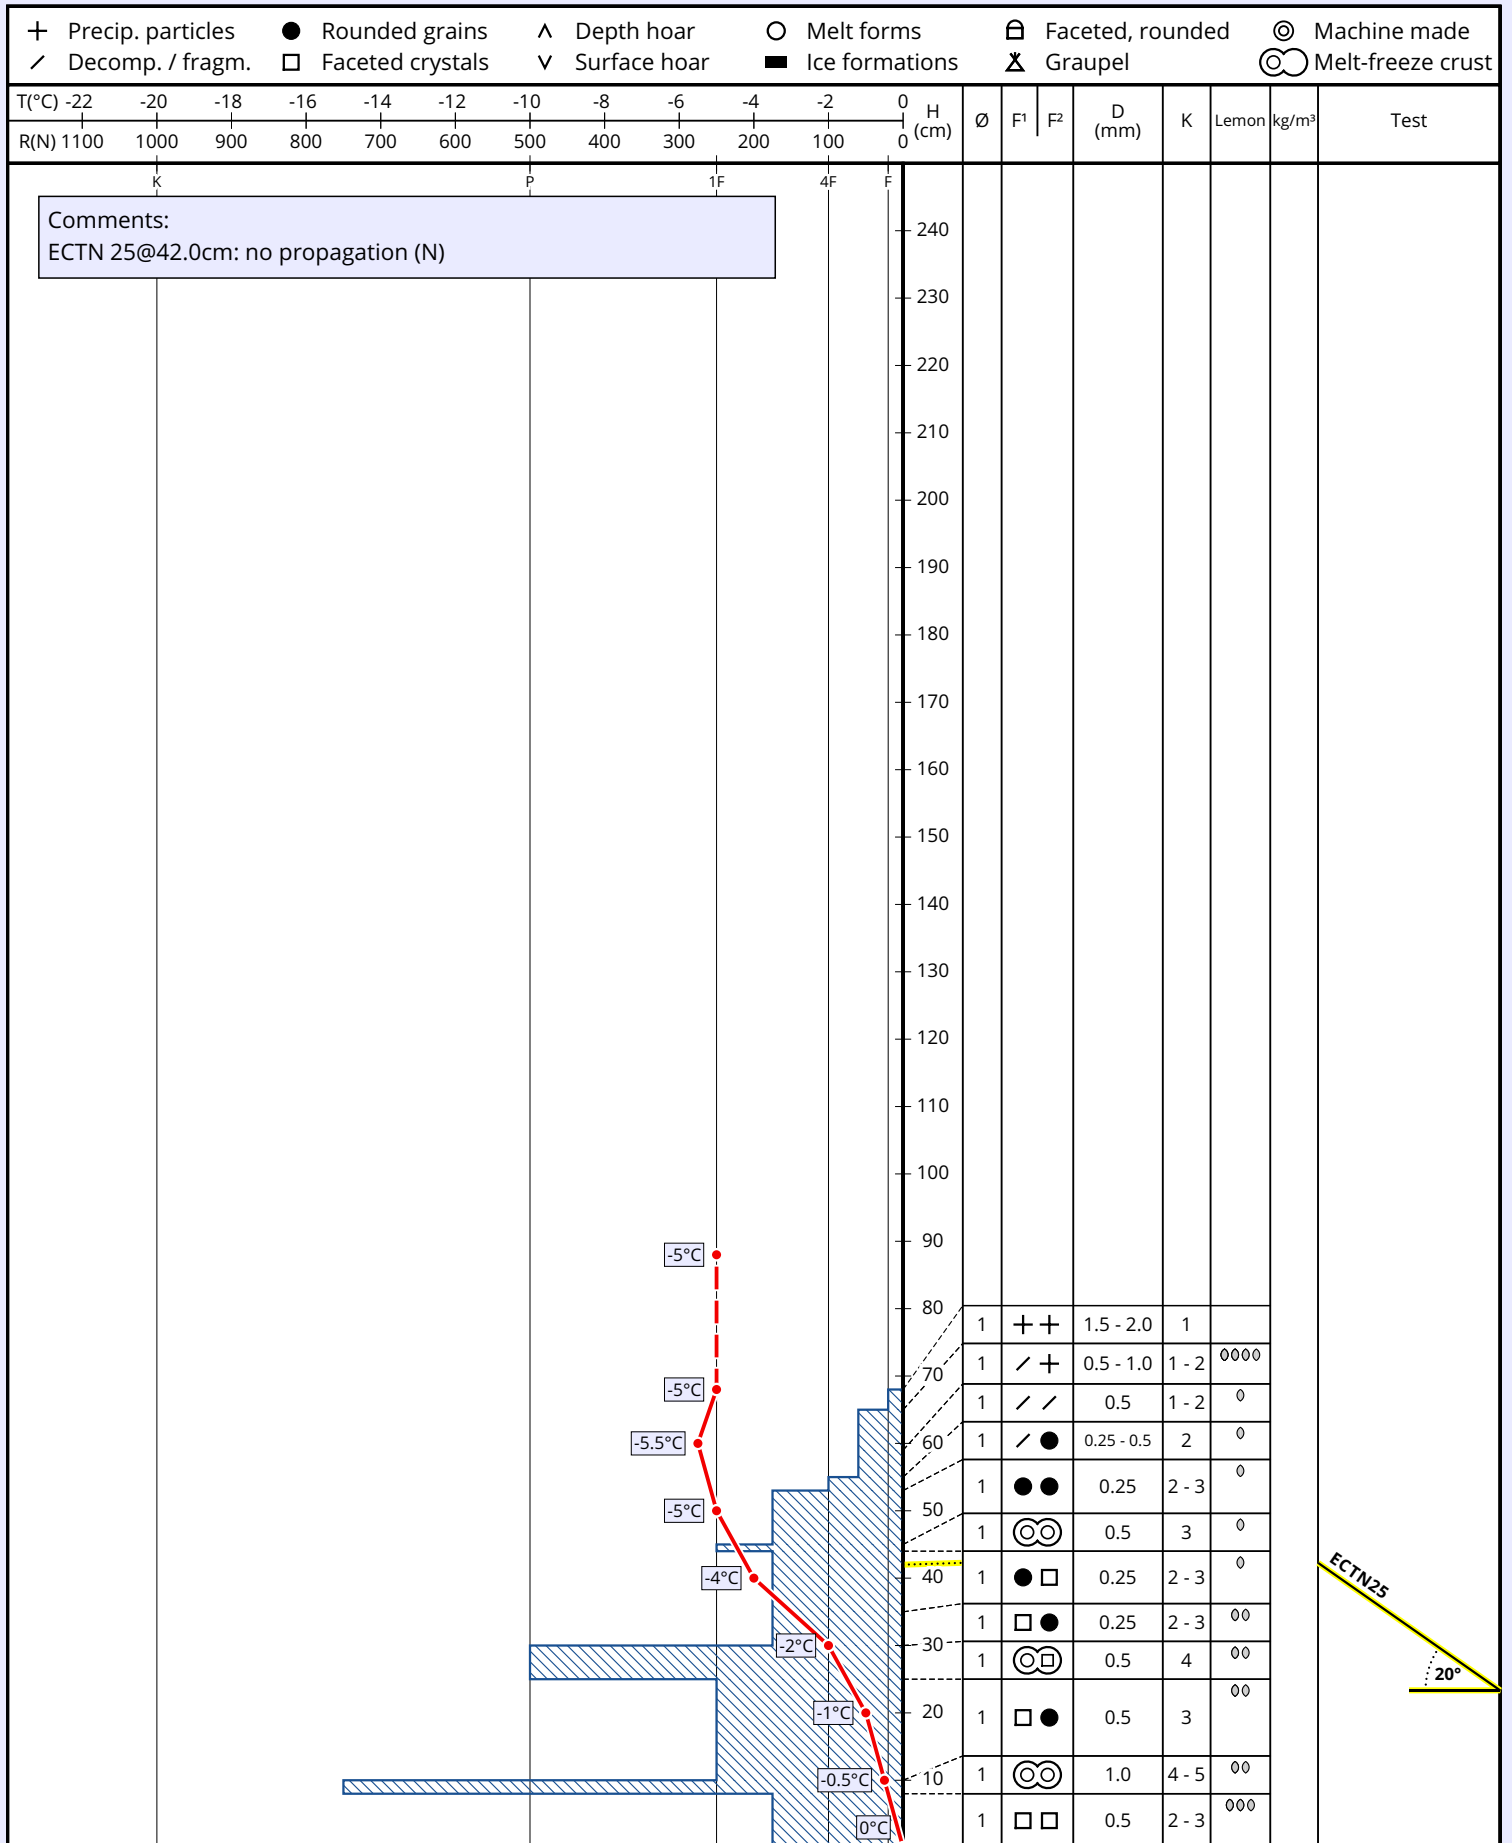 Precip. particles Rounded grains Depth hoar Melt forms Faceted, rounded Machine made
Decomp. / fragm. Faceted crystals Surface hoar Ice formations Graupel Melt-freeze crust
T(°C) -22 -20 -18 -16 -14 -12 -10 -8 -6 -4 -2 0
R(N) 1100 1000 900 800 700 600 500 400 300 200 100 0
H (cm) Ø F¹ F² D (mm) K Lemon kg/m³ Test
K P 1F 4F F
Comments:
ECTN 25@42.0cm: no propagation (N)
240
230
220
210
200
190
180
170
160
150
140
130
120
110
100
90
-5°C
80
1 1.5 - 2.0 1
1 0.5 - 1.0 1 - 2
70
-5°C
1 0.5 1 - 2
60
-5.5°C
1 0.25 - 0.5 2
1 0.25 2 - 3
50
-5°C
1 0.5 3
40
-4°C
1 0.25 2 - 3
ECTN25
1 0.25 2 - 3
30
-2°C
1 0.5 4
20°
20
-1°C
1 0.5 3
10
-0.5°C
1 1.0 4 - 5
0°C
1 0.5 2 - 3